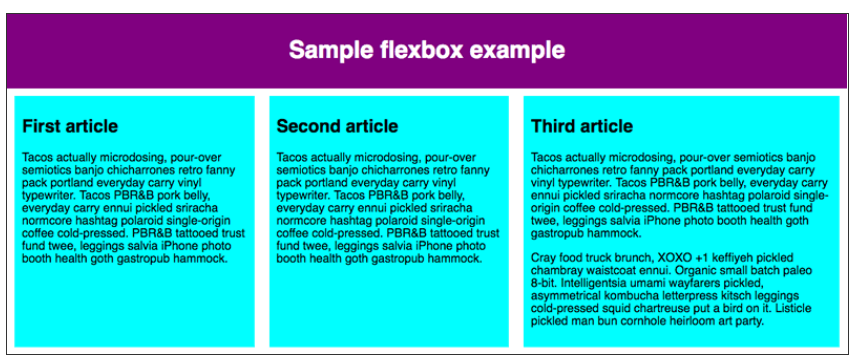 Sample flexbox example
First article
Tacos actually microdosing, pour-over
semiotics banjo chicharrones retro fanny
pack portland everyday carry vinyl
typewriter. Tacos PBR&B pork belly,
everyday carry ennui pickled sriracha
normcore hashtag polaroid single-origin
coffee cold-pressed. PBR&B tattooed trust
fund twee, leggings salvia iPhone photo
booth health goth gastropub hammock.
Second article
Tacos actually microdosing, pour-over
semiotics banjo chicharrones retro fanny
pack portland everyday carry vinyl
typewriter. Tacos PBR&B pork belly,
everyday carry ennui pickled sriracha
normcore hashtag polaroid single-origin
coffee cold-pressed. PBR&B tattooed trust
fund twee, leggings salvia iPhone photo
booth health goth gastropub hammock.
Third article
Tacos actually microdosing, pour-over semiotics banjo
chicharrones retro fanny pack portland everyday carry
vinyl typewriter. Tacos PBR&B pork belly, everyday carry
ennui pickled sriracha normcore hashtag polaroid single-
origin coffee cold-pressed. PBR&B tattooed trust fund
twee, leggings salvia iPhone photo booth health goth
gastropub hammock.
Cray food truck brunch, XOXO +1 keffiyeh pickled
chambray waistcoat ennui. Organic small batch paleo
8-bit. Intelligentsia umami wayfarers pickled,
asymmetrical kombucha letterpress kitsch leggings
cold-pressed squid chartreuse put a bird on it. Listicle
pickled man bun cornhole heirloom art party.